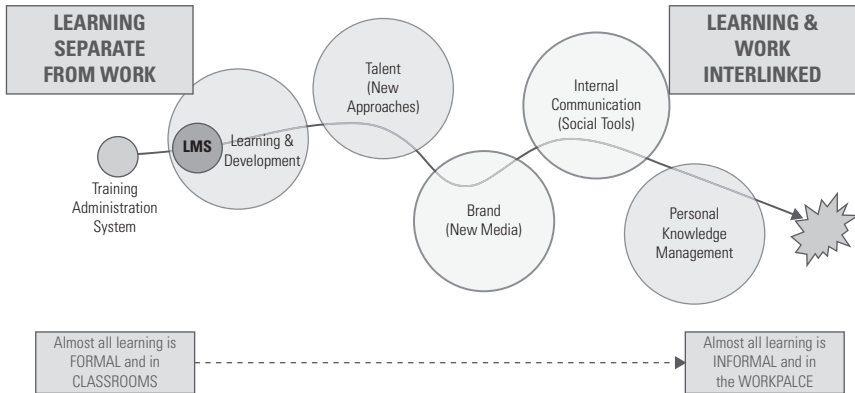 LEARNING
SEPARATE
FROM WORK
LEARNING &
WORK
INTERLINKED
Talent
(New
Approaches)
Internal
Communication
(Social Tools)
LMS
Learning &
Development
Training
Administration
System
Brand
(New Media)
Personal
Knowledge
Management
Almost all learning is
FORMAL and in
CLASSROOMS
Almost all learning is
INFORMAL and in
the WORKPALCE